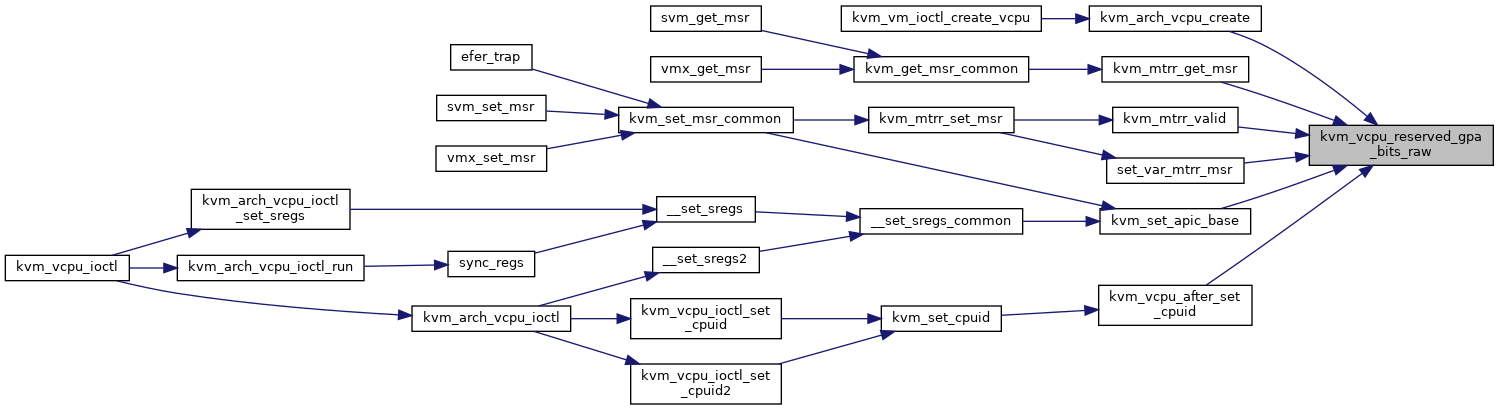 svm_get_msr
kvm_vm_ioctl_create_vcpu
kvm_arch_vcpu_create
efer_trap
vmx_get_msr
kvm_get_msr_common
kvm_mtrr_get_msr
svm_set_msr
kvm_set_msr_common
kvm_mtrr_set_msr
kvm_mtrr_valid
kvm_vcpu_reserved_gpa
_bits_raw
vmx_set_msr
set_var_mtrr_msr
kvm_arch_vcpu_ioctl
_set_sregs
__set_sregs
__set_sregs_common
kvm_set_apic_base
kvm_vcpu_ioctl
kvm_arch_vcpu_ioctl_run
sync_regs
__set_sregs2
kvm_arch_vcpu_ioctl
kvm_vcpu_ioctl_set
_cpuid
kvm_set_cpuid
kvm_vcpu_after_set
_cpuid
kvm_vcpu_ioctl_set
_cpuid2